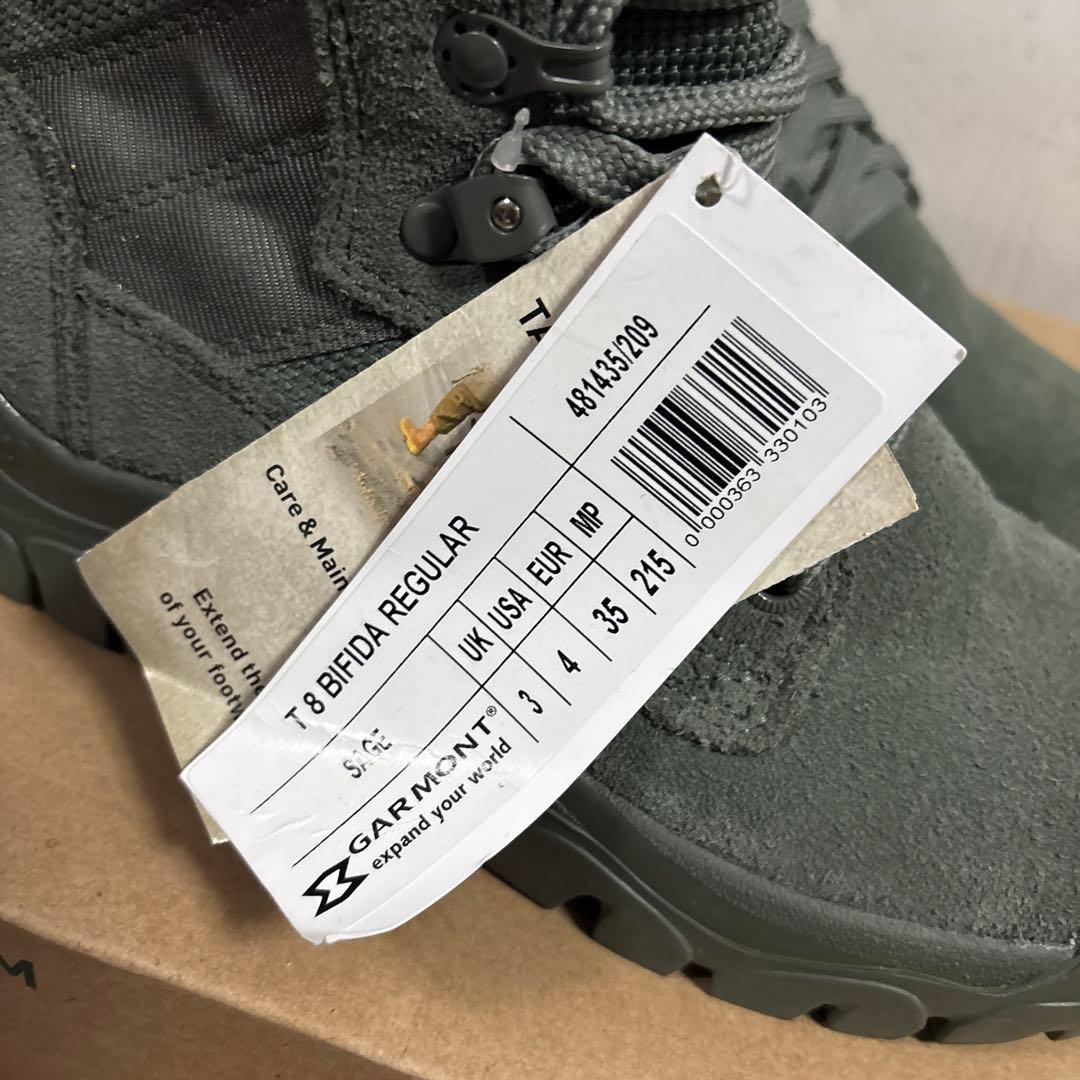 T 8 BIFIDA REGULAR
481435/209
SAGE
UK USA EUR MP
3 4 35 215
0 000363 330103
GARMONT®
expand your world
Care & Main
Extend the
of your footw